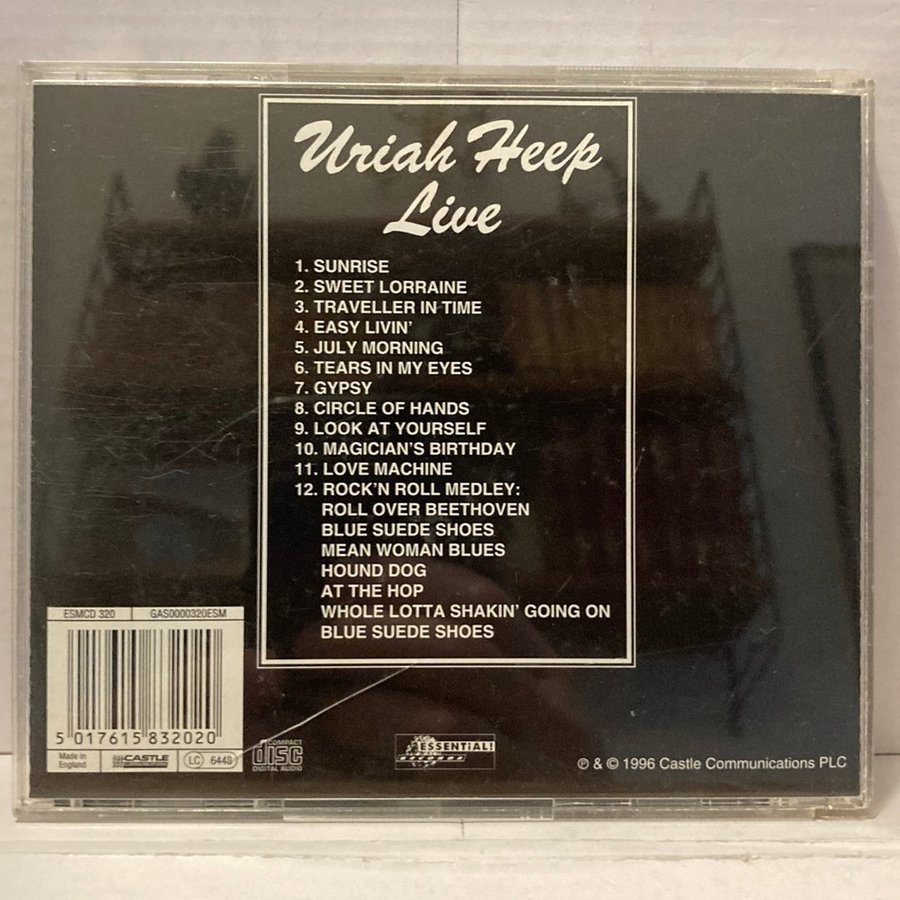 Uriah Heep
Live
1. SUNRISE
2. SWEET LORRAINE
3. TRAVELLER IN TIME
4. EASY LIVIN'
5. JULY MORNING
6. TEARS IN MY EYES
7. GYPSY
8. CIRCLE OF HANDS
9. LOOK AT YOURSELF
10. MAGICIAN'S BIRTHDAY
11. LOVE MACHINE
12. ROCK'N ROLL MEDLEY:
ROLL OVER BEETHOVEN
BLUE SUEDE SHOES
MEAN WOMAN BLUES
HOUND DOG
AT THE HOP
WHOLE LOTTA SHAKIN' GOING ON
BLUE SUEDE SHOES
ESMCD 320 GAS0000320ESM
5 017615 832020
Made in
England
CASTLE
LC 6448
COMPACT
disc
DIGITAL AUDIO
ESSENTIAL!
RECORDS
℗ & © 1996 Castle Communications PLC